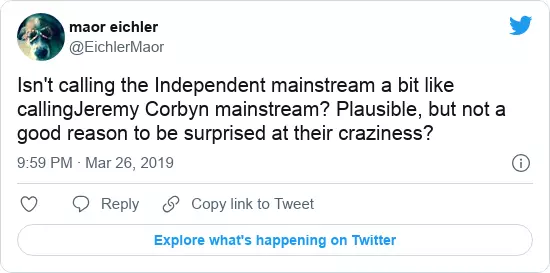 maor eichler
@EichlerMaor
Isn't calling the Independent mainstream a bit like
callingJeremy Corbyn mainstream? Plausible, but not a
good reason to be surprised at their craziness?
9:59 PM · Mar 26, 2019
Reply
Copy link to Tweet
Explore what's happening on Twitter